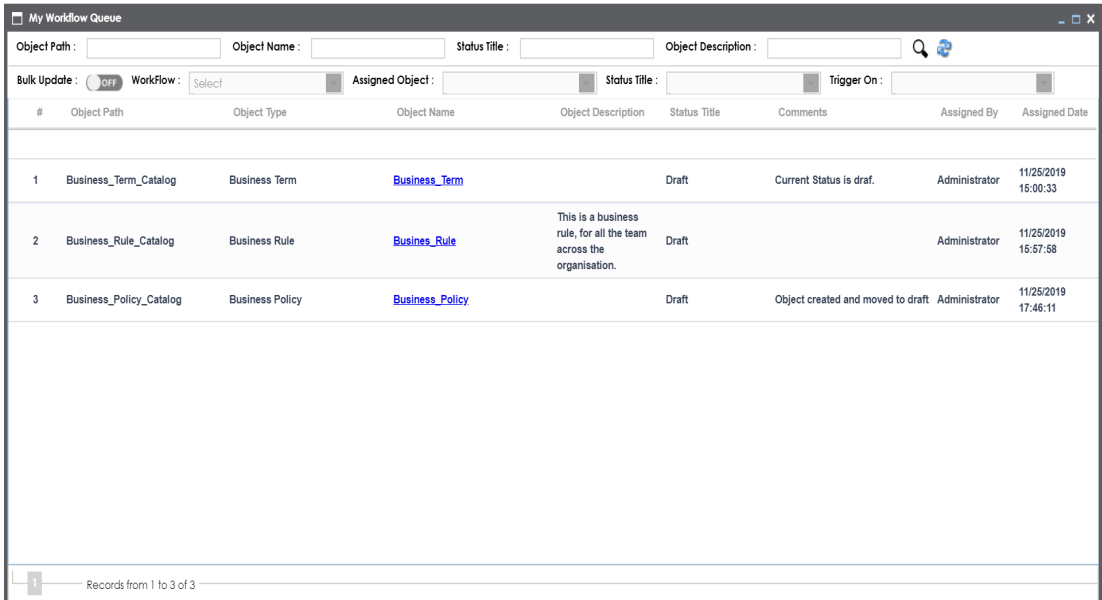 My Workflow Queue
Object Path : Object Name : Status Title : Object Description :
Bulk Update : OFF WorkFlow : Select Assigned Object : Status Title : Trigger On :
# Object Path Object Type Object Name Object Description Status Title Comments Assigned By Assigned Date
1 Business_Term_Catalog Business Term Business_Term Draft Current Status is draf. Administrator 11/25/2019
15:00:33
2 Business_Rule_Catalog Business Rule Busines_Rule This is a business
rule, for all the team
across the
organisation. Draft Administrator 11/25/2019
15:57:58
3 Business_Policy_Catalog Business Policy Business_Policy Draft Object created and moved to draft Administrator 11/25/2019
17:46:11
1 Records from 1 to 3 of 3